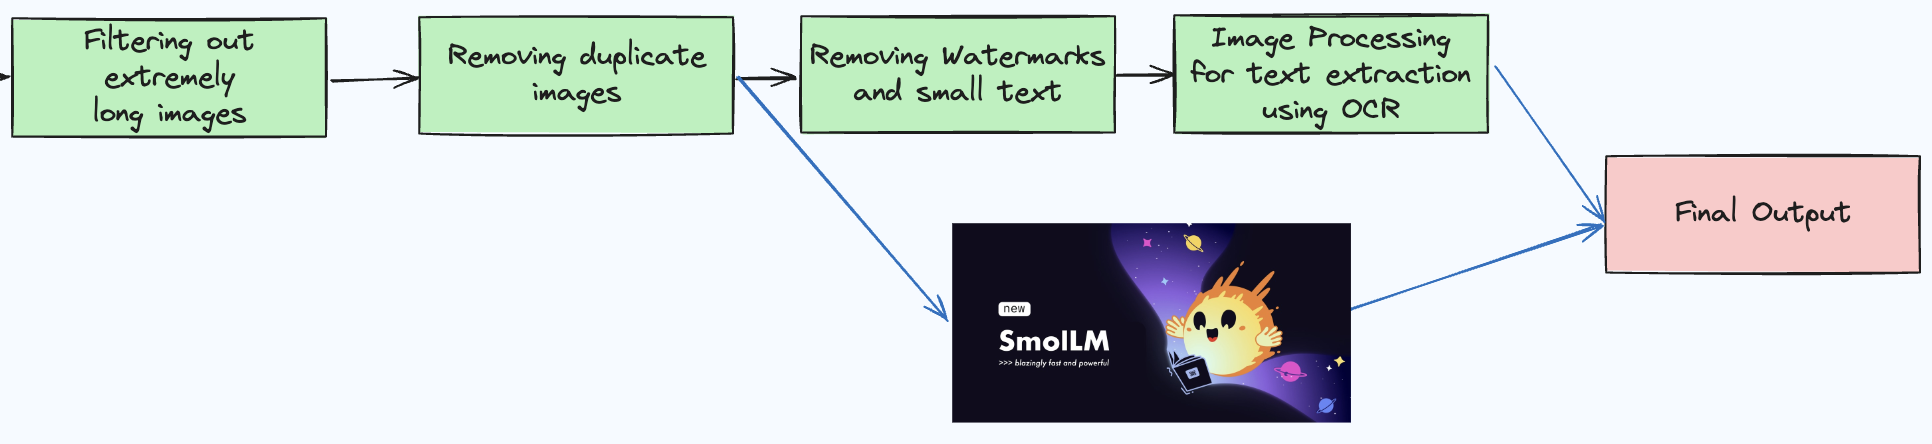 Filtering out
extremely
long images
Removing duplicate
images
Removing Watermarks
and small text
Image Processing
for text extraction
using OCR
Final Output
new
SmolLM
>>> blazingly fast and powerful